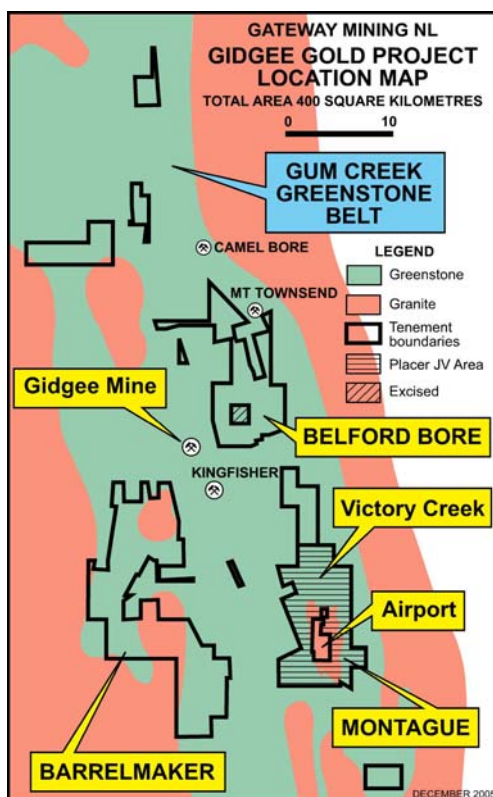 GATEWAY MINING NL
GIDGEE GOLD PROJECT
LOCATION MAP
TOTAL AREA 400 SQUARE KILOMETRES
0 10
GUM CREEK
GREENSTONE
BELT
CAMEL BORE
LEGEND
Greenstone
Granite
Tenement
boundaries
Placer JV Area
Excised
MT TOWNSEND
Gidgee Mine
BELFORD BORE
KINGFISHER
Victory Creek
Airport
MONTAGUE
BARRELMAKER
DECEMBER 2005